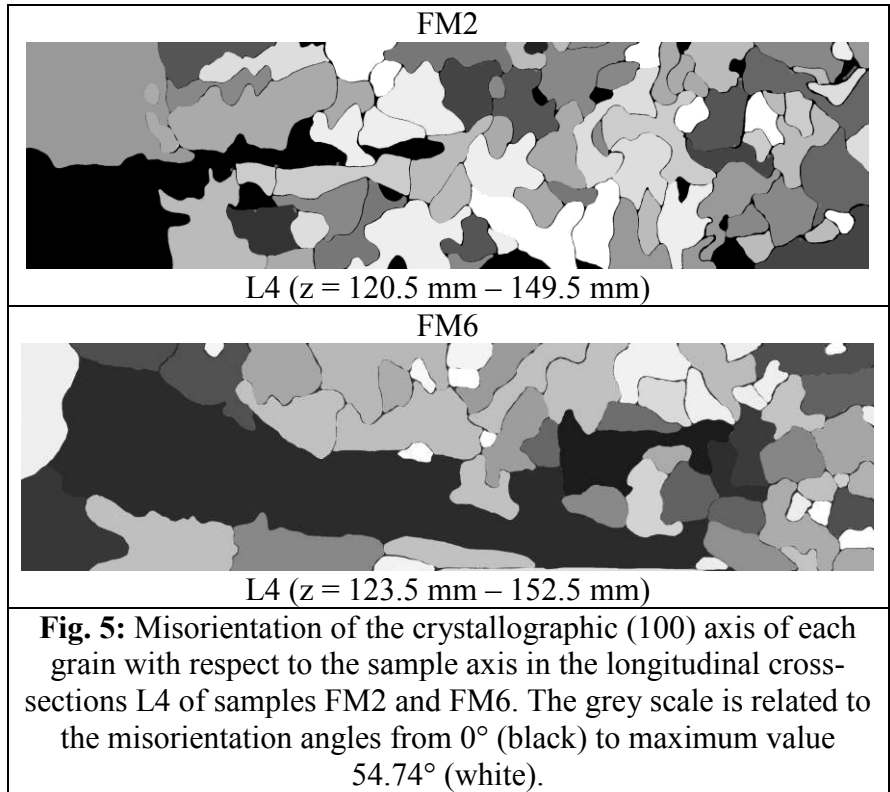 FM2
L4 (z = 120.5 mm – 149.5 mm)
FM6
L4 (z = 123.5 mm – 152.5 mm)
Fig. 5: Misorientation of the crystallographic (100) axis of each
grain with respect to the sample axis in the longitudinal cross-
sections L4 of samples FM2 and FM6. The grey scale is related to
the misorientation angles from 0° (black) to maximum value
54.74° (white).